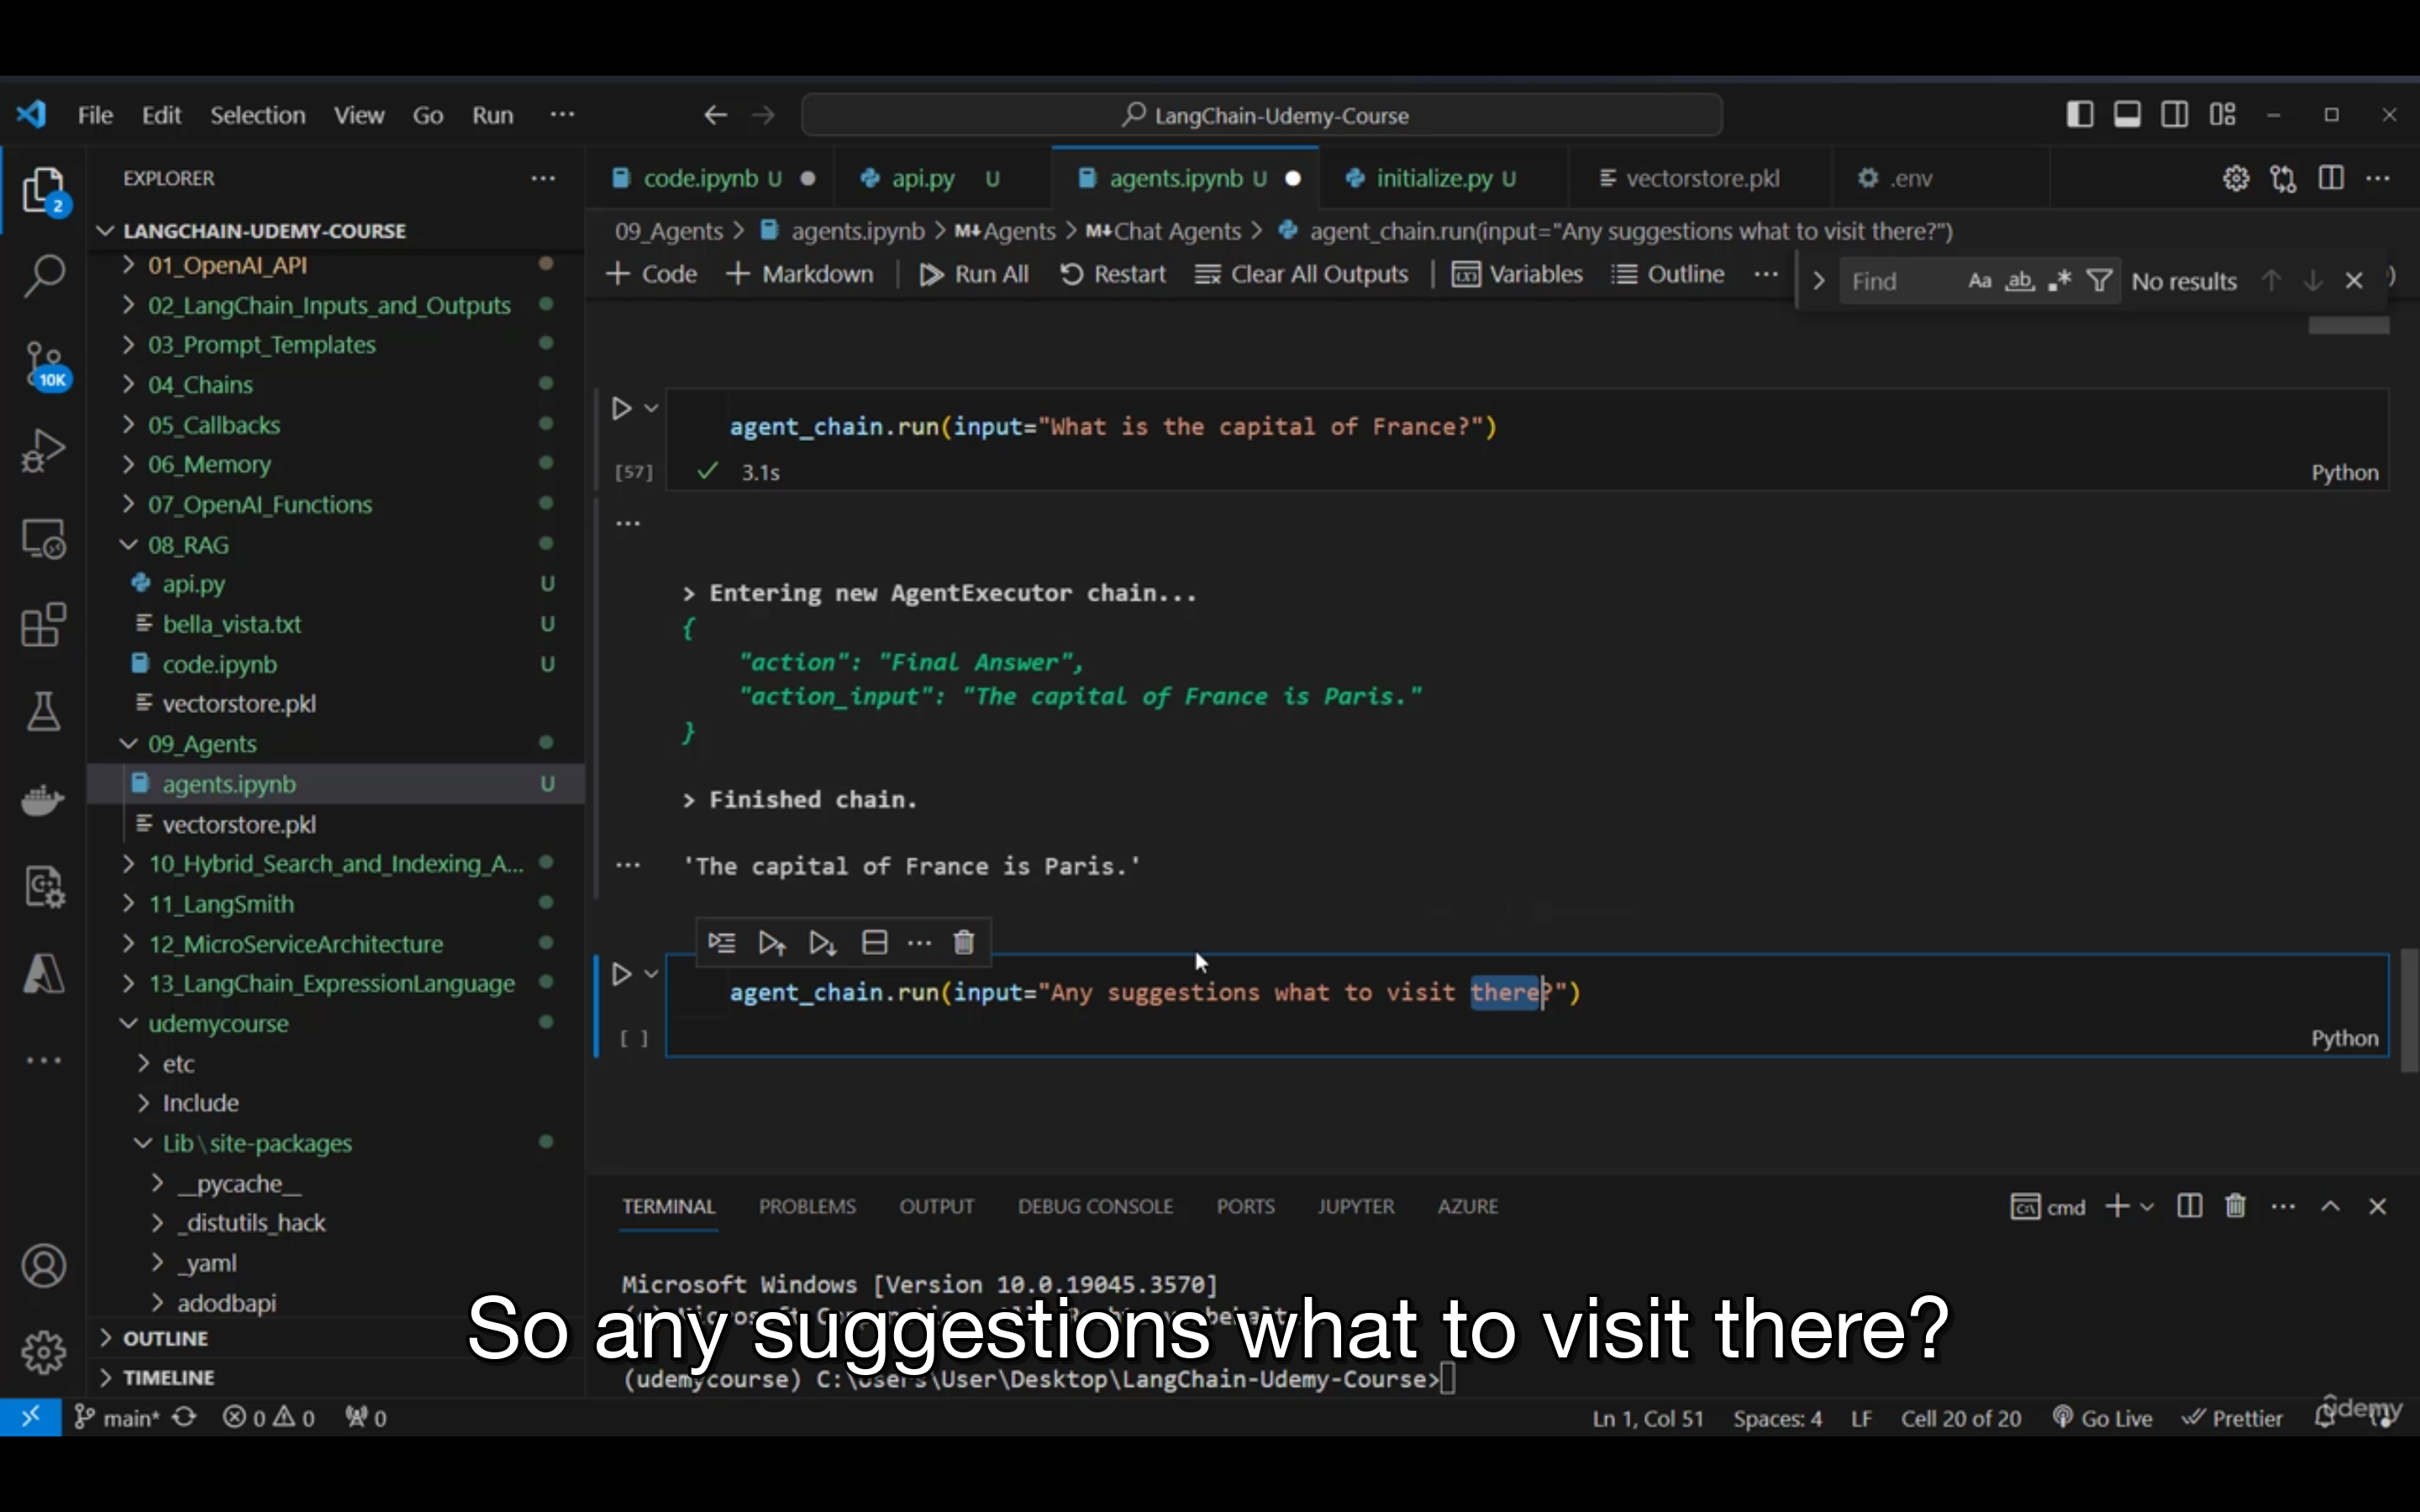 File Edit Selection View Go Run ...
LangChain-Udemy-Course
EXPLORER ...
code.ipynb U
api.py U
agents.ipynb U
initialize.py U
vectorstore.pkl
.env
...
LANGCHAIN-UDEMY-COURSE
09_Agents > agents.ipynb > M↓Agents > M↓Chat Agents > agent_chain.run(input="Any suggestions what to visit there?")
+ Code + Markdown | Run All Restart Clear All Outputs | Variables Outline ...
Find Aa ab .* No results
01_OpenAI_API
02_LangChain_Inputs_and_Outputs
03_Prompt_Templates
04_Chains
05_Callbacks
06_Memory
07_OpenAI_Functions
08_RAG
api.py U
bella_vista.txt U
code.ipynb U
vectorstore.pkl
09_Agents
agents.ipynb U
vectorstore.pkl
10_Hybrid_Search_and_Indexing_A...
11_LangSmith
12_MicroServiceArchitecture
13_LangChain_ExpressionLanguage
udemycourse
etc
Include
Lib\site-packages
__pycache__
_distutils_hack
_yaml
adodbapi
OUTLINE
TIMELINE
2
10K
agent_chain.run(input="What is the capital of France?")
[57] 3.1s Python
...
> Entering new AgentExecutor chain...
{
"action": "Final Answer",
"action_input": "The capital of France is Paris."
}
> Finished chain.
... 'The capital of France is Paris.'
agent_chain.run(input="Any suggestions what to visit there?")
[ ] Python
TERMINAL PROBLEMS OUTPUT DEBUG CONSOLE PORTS JUPYTER AZURE
cmd
Microsoft Windows [Version 10.0.19045.3570]
So any suggestions what to visit there?
(udemycourse) C:\Users\User\Desktop\LangChain-Udemy-Course>
main* 0 0 0
Ln 1, Col 51 Spaces: 4 LF Cell 20 of 20 Go Live Prettier
udemy